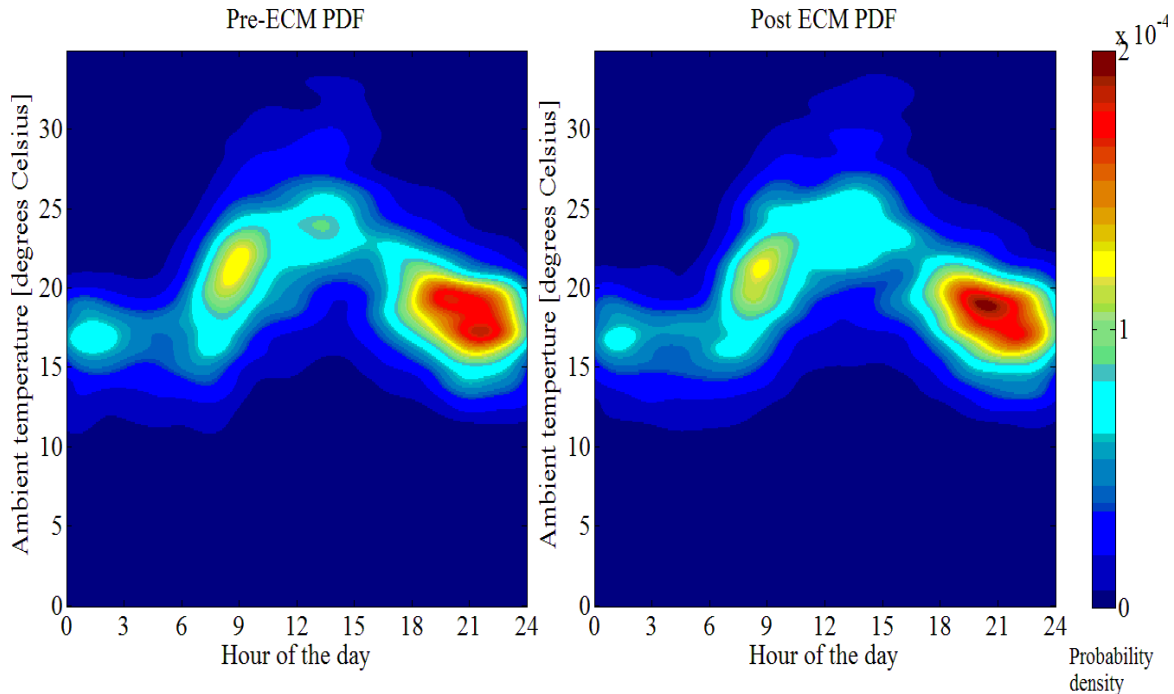 Pre-ECM PDF
Post ECM PDF
x 10^-4
Ambient temperature [degrees Celsius]
30
25
20
15
10
5
0
0 3 6 9 12 15 18 21 24
Hour of the day
Ambient temperture [degrees Celsius]
30
25
20
15
10
5
0
0 3 6 9 12 15 18 21 24
Hour of the day
2
1
0
Probability
density